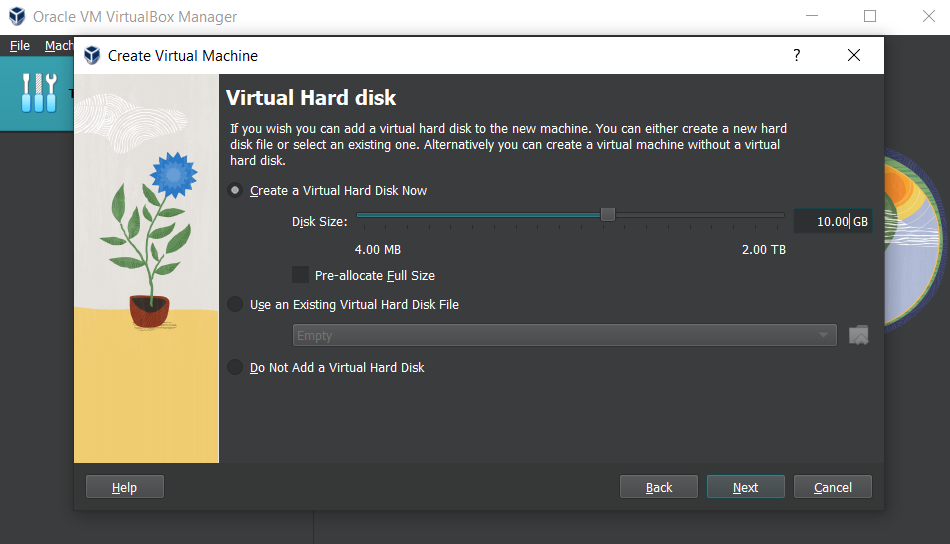 Oracle VM VirtualBox Manager
File Mach
Create Virtual Machine ?
Virtual Hard disk
If you wish you can add a virtual hard disk to the new machine. You can either create a new hard
disk file or select an existing one. Alternatively you can create a virtual machine without a virtual
hard disk.
Create a Virtual Hard Disk Now
Disk Size: 10.00 GB
4.00 MB 2.00 TB
Pre-allocate Full Size
Use an Existing Virtual Hard Disk File
Empty
Do Not Add a Virtual Hard Disk
Help Back Next Cancel